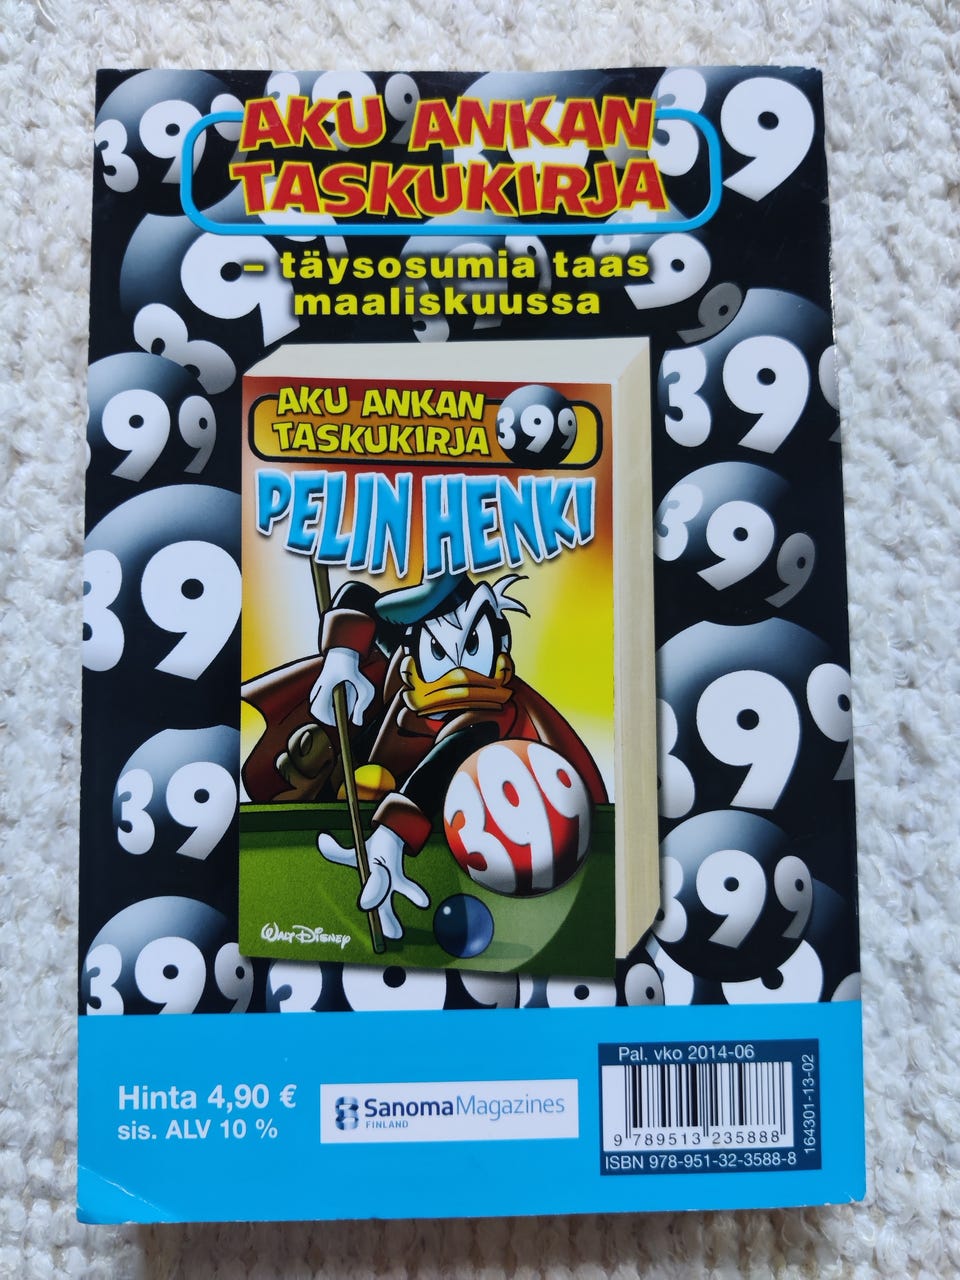 AKU ANKAN
TASKUKIRJA
– täysosumia taas
maaliskuussa
AKU ANKAN
TASKUKIRJA
399
PELIN HENKI
399
WALT DISNEY
Hinta 4,90 €
sis. ALV 10 %
SanomaMagazines
FINLAND
Pal. vko 2014-06
9 789513 235888
ISBN 978-951-32-3588-8
164301-13-02